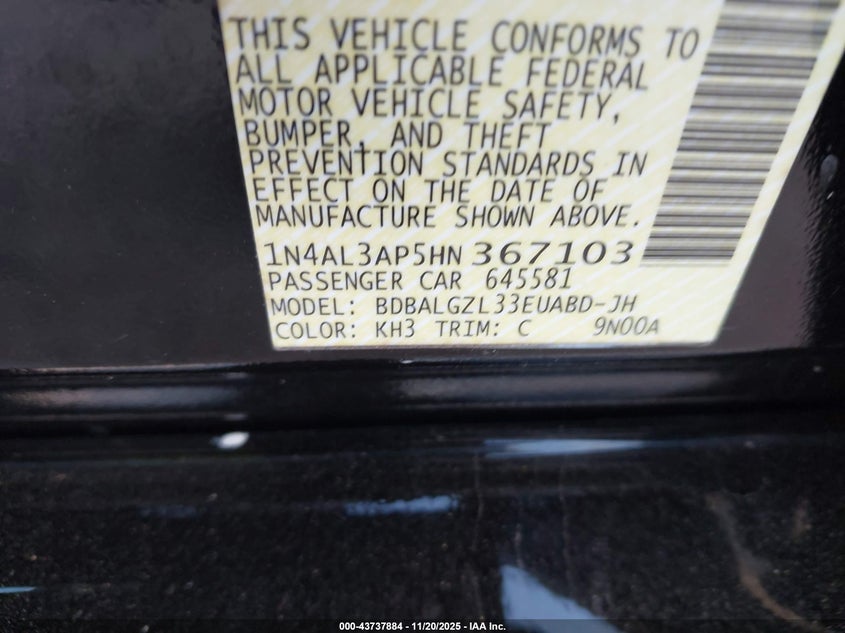 THIS VEHICLE CONFORMS TO
ALL APPLICABLE FEDERAL
MOTOR VEHICLE SAFETY,
BUMPER, AND THEFT
PREVENTION STANDARDS IN
EFFECT ON THE DATE OF
MANUFACTURE SHOWN ABOVE.
1N4AL3AP5HN367103
PASSENGER CAR 645581
MODEL: BDBALGZL33EUABD-JH
COLOR: KH3 TRIM: C 9N00A
000-43737884 - 11/20/2025 - IAA Inc.